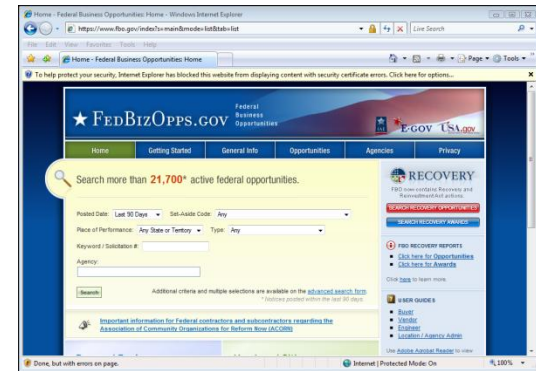 Home - Federal Business Opportunities: Home - Windows Internet Explorer
https://www.fbo.gov/index?s=main&mode=list&tab=list
Live Search
File Edit View Favorites Tools Help
Home - Federal Business Opportunities: Home
Page Tools
To help protect your security, Internet Explorer has blocked this website from displaying content with security certificate errors. Click here for options...
FEDBIZOPPS.GOV
Federal
Business
Opportunities
E-GOV USA.gov
Home Getting Started General Info Opportunities Agencies Privacy
Search more than 21,700* active federal opportunities.
Posted Date: Last 90 Days Set-Aside Code: Any
Place of Performance: Any State or Territory Type: Any
Keyword / Solicitation #:
Agency:
Search
Additional criteria and multiple selections are available on the advanced search form.
*Notices posted within the last 90 days
Important information for Federal contractors and subcontractors regarding the
Association of Community Organizations for Reform Now (ACORN)
RECOVERY
FBO now contains Recovery and
Reinvestment Act actions.
SEARCH RECOVERY OPPORTUNITIES
SEARCH RECOVERY AWARDS
FBO RECOVERY REPORTS
Click here for Opportunities
Click here for Awards
Click here to learn more.
USER GUIDES
Buyer
Vendor
Engineer
Location / Agency Admin
Use Adobe Acrobat Reader to view
Done, but with errors on page.
Internet | Protected Mode: On
100%